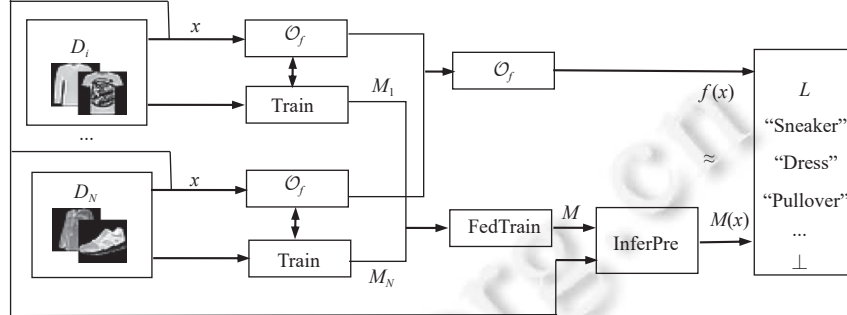 x
𝒪_f
D_i
Train
M_1
...
𝒪_f
f(x)
≈
L
“Sneaker”
“Dress”
“Pullover”
...
⊥
D_N
x
𝒪_f
Train
M_N
FedTrain
M
InferPre
M(x)